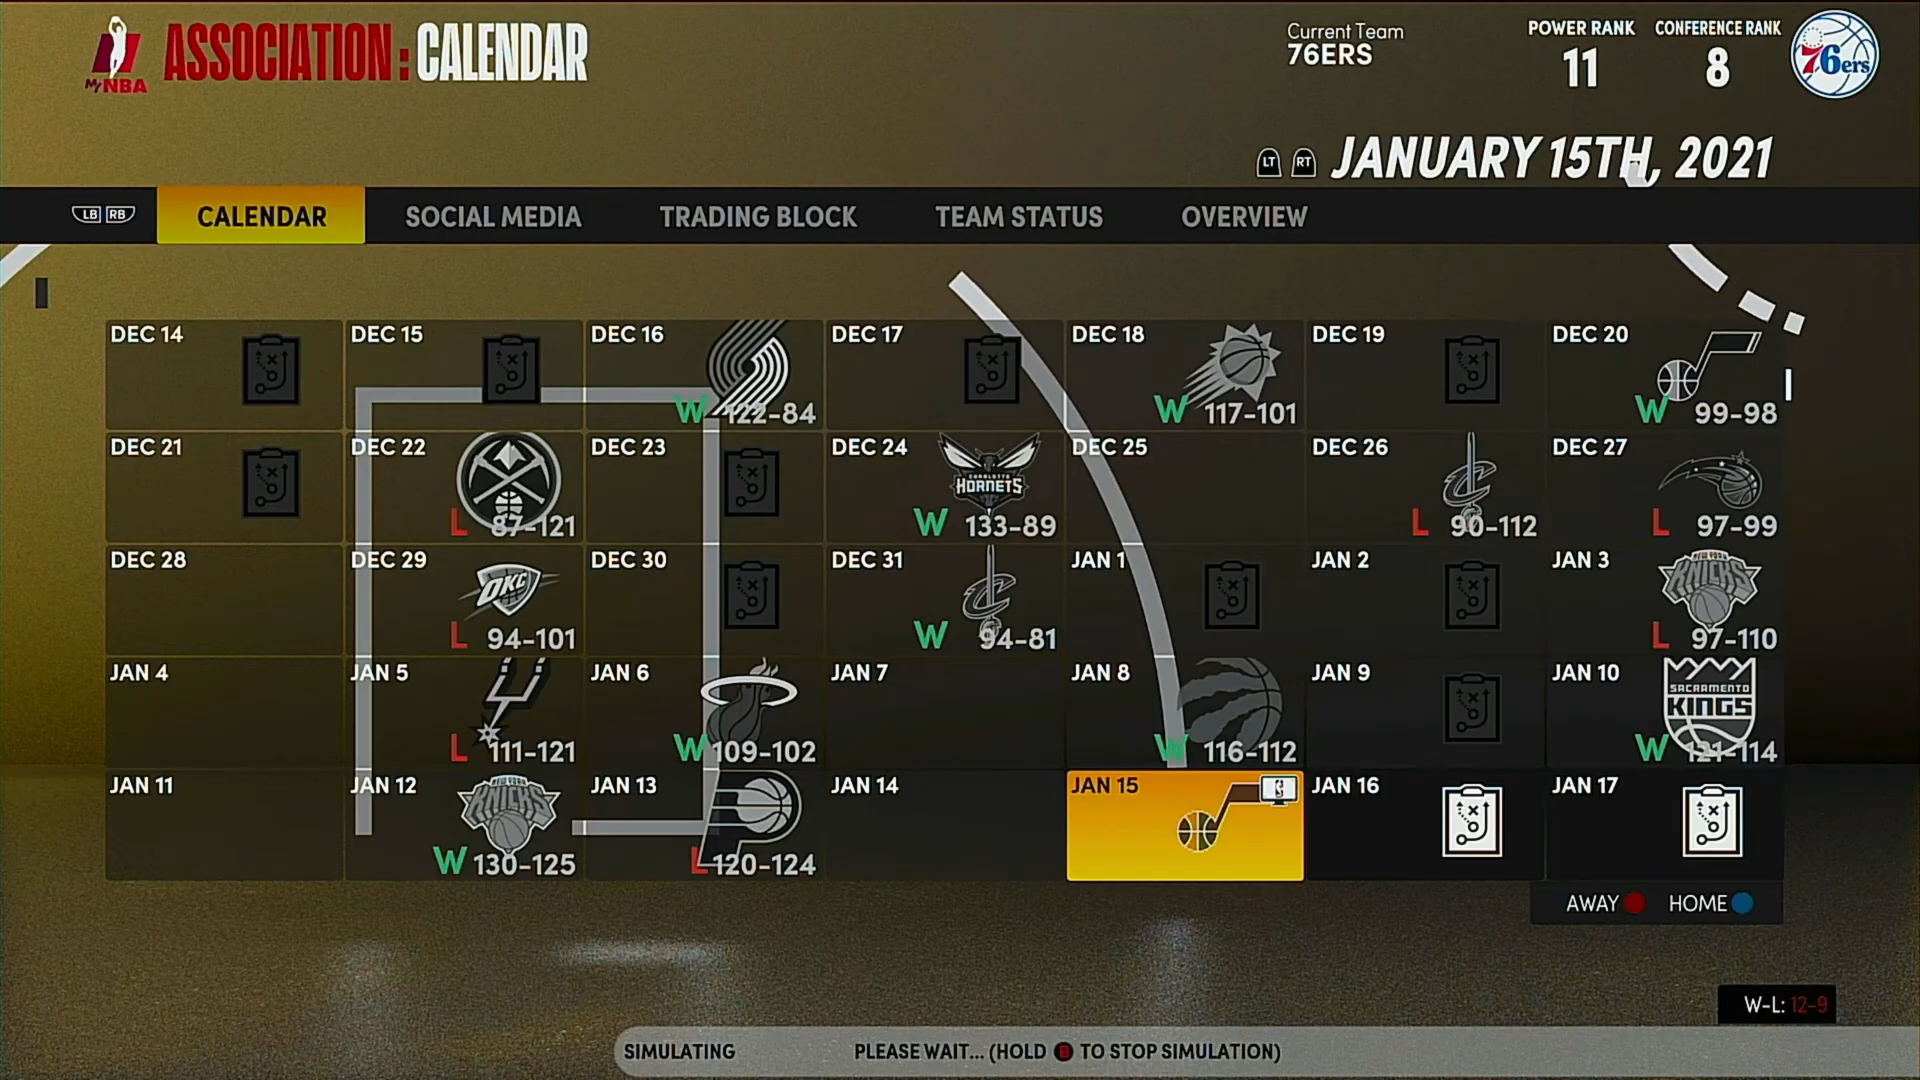 MyNBA
ASSOCIATION: CALENDAR
Current Team
76ERS
POWER RANK
11
CONFERENCE RANK
8
76ers
LT RT JANUARY 15TH, 2021
LB RB CALENDAR SOCIAL MEDIA TRADING BLOCK TEAM STATUS OVERVIEW
DEC 14 DEC 15 DEC 16 DEC 17 DEC 18 DEC 19 DEC 20
W 122-84 W 117-101 W 99-98
DEC 21 DEC 22 DEC 23 DEC 24 DEC 25 DEC 26 DEC 27
CHARLOTTE
HORNETS
L 87-121 W 133-89 L 90-112 L 97-99
DEC 28 DEC 29 DEC 30 DEC 31 JAN 1 JAN 2 JAN 3
OKC NEW YORK
KNICKS
L 94-101 W 94-81 L 97-110
JAN 4 JAN 5 JAN 6 JAN 7 JAN 8 JAN 9 JAN 10
SACRAMENTO
KINGS
L 111-121 W 109-102 W 116-112 W 121-114
JAN 11 JAN 12 JAN 13 JAN 14 JAN 15 JAN 16 JAN 17
NEW YORK
KNICKS
W 130-125 L 120-124
AWAY HOME
W-L: 12-9
SIMULATING PLEASE WAIT... (HOLD B TO STOP SIMULATION)